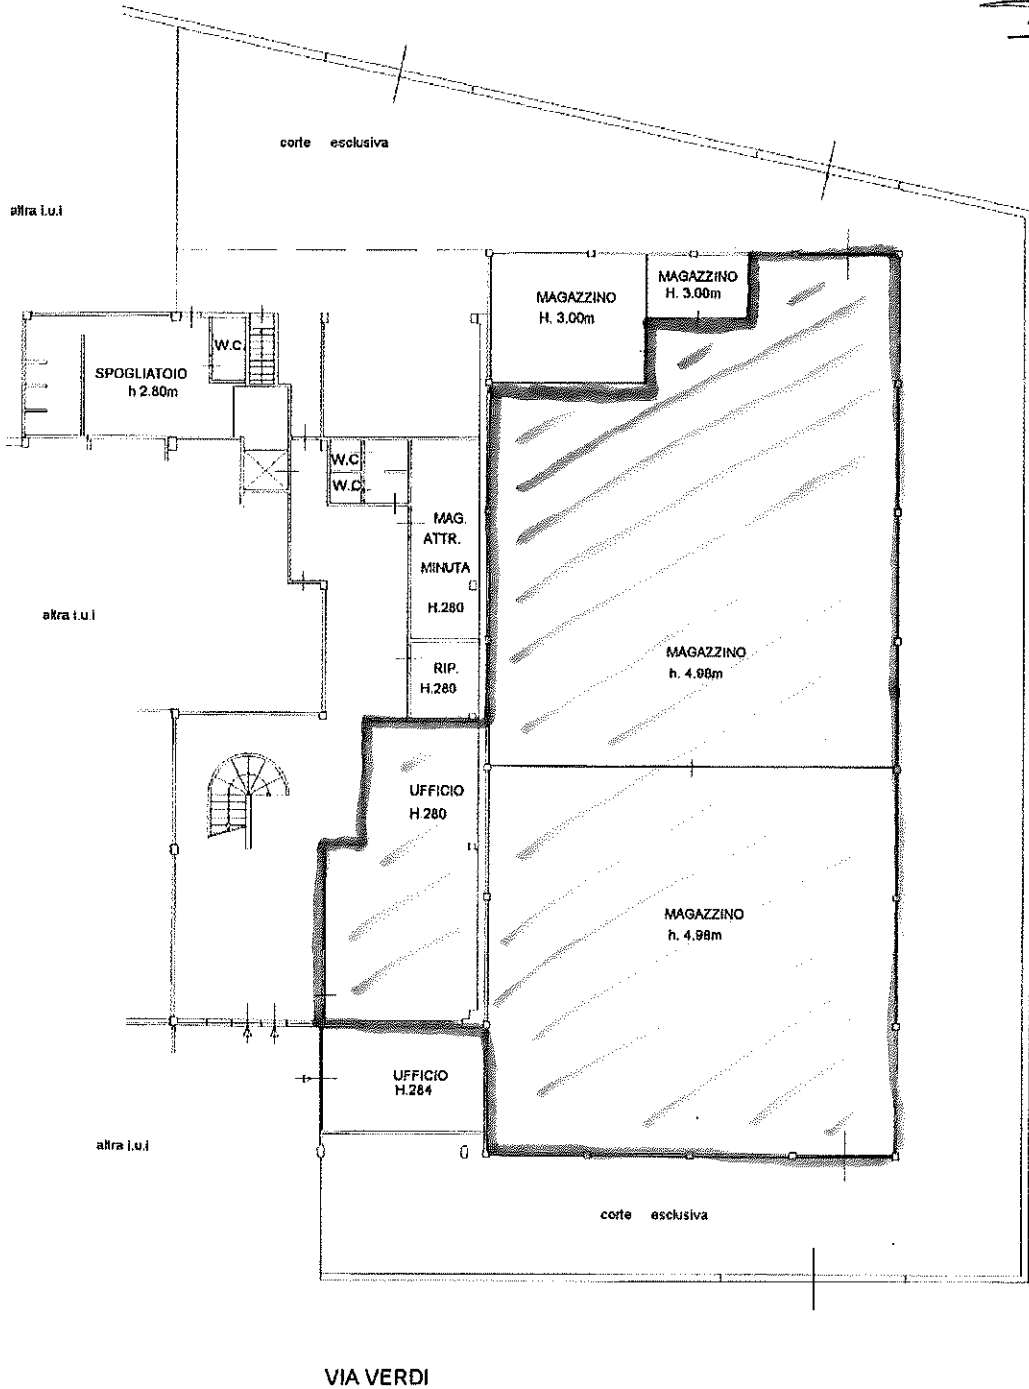 corte esclusiva
altra i.u.i
MAGAZZINO
H. 3.00m
MAGAZZINO
H. 3.00m
W.C.
SPOGLIATOIO
h 2.80m
W.C
W.C
MAG.
ATTR.
MINUTA
H.280
altra i.u.i
RIP.
H.280
MAGAZZINO
h. 4.98m
UFFICIO
H.280
MAGAZZINO
h. 4.98m
UFFICIO
H.284
altra i.u.i
corte esclusiva
VIA VERDI